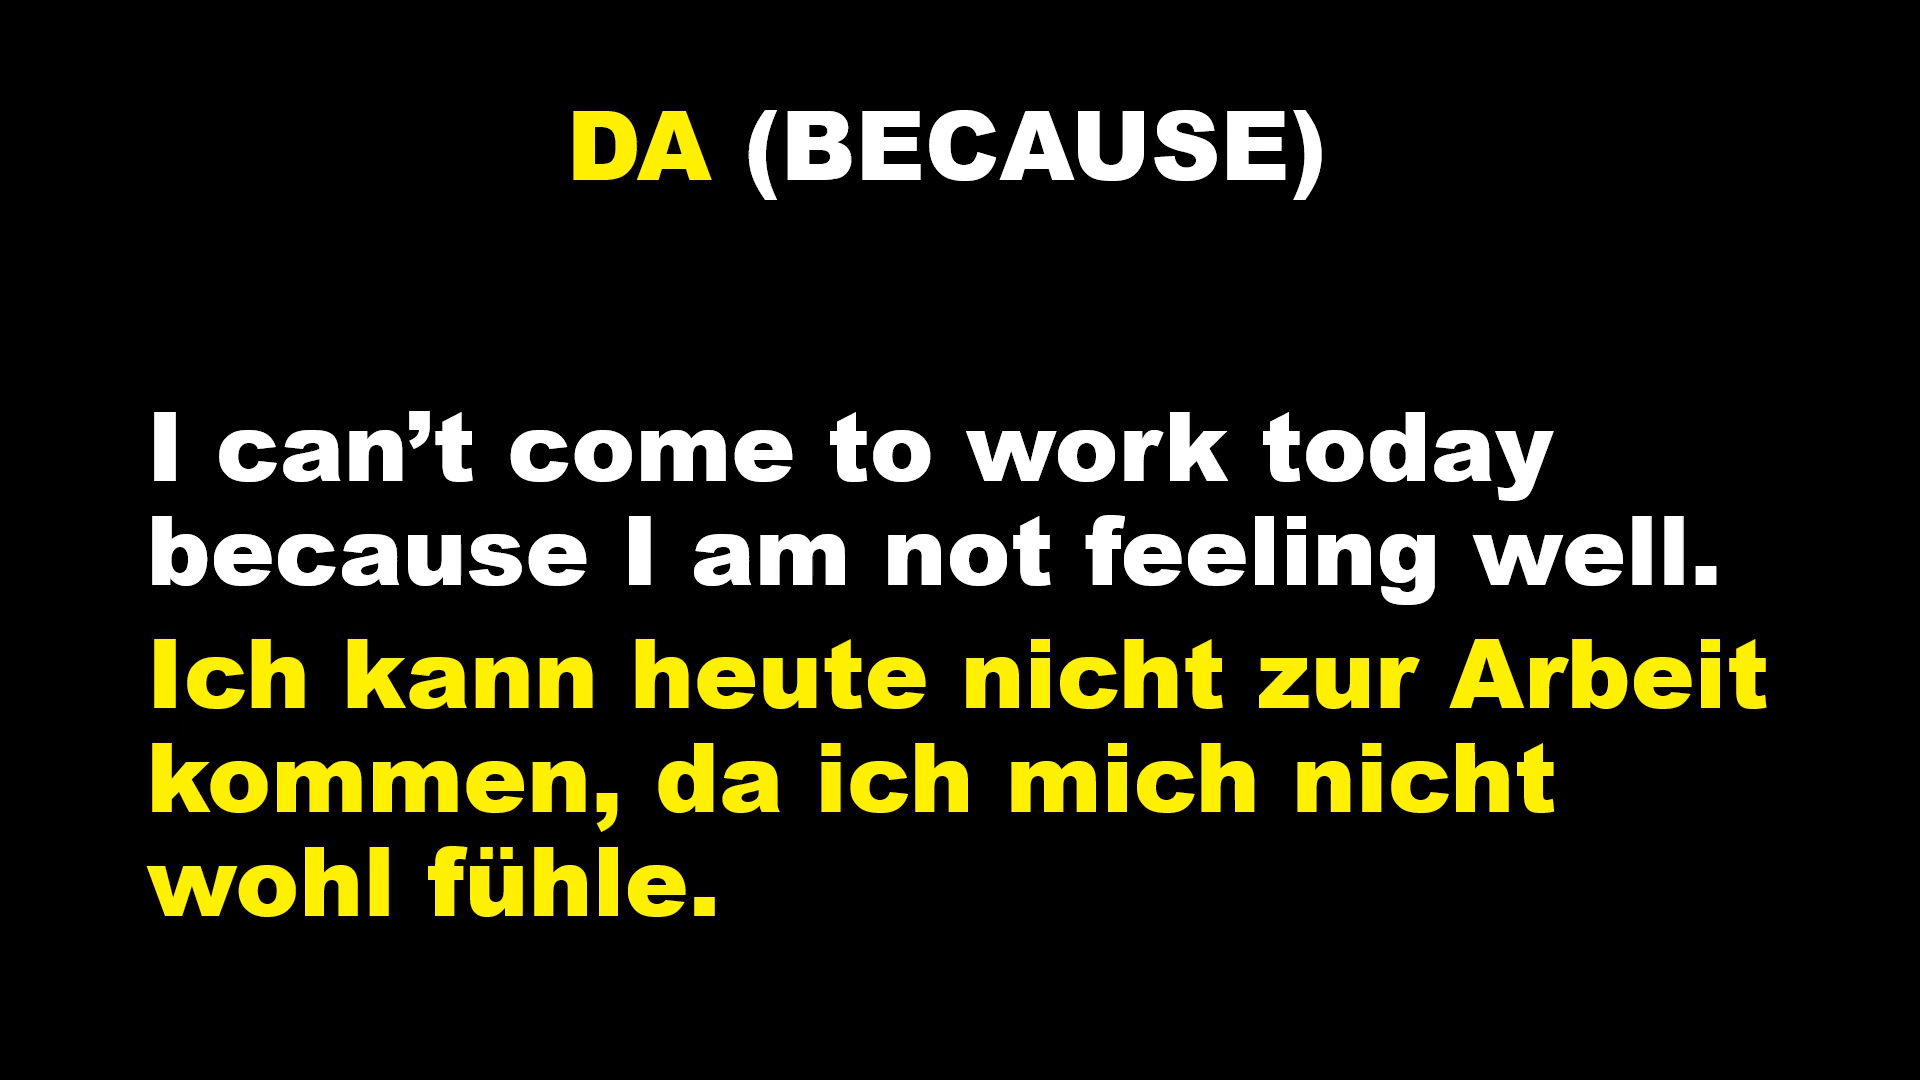 DA (BECAUSE)
I can’t come to work today
because I am not feeling well.
Ich kann heute nicht zur Arbeit
kommen, da ich mich nicht
wohl fühle.